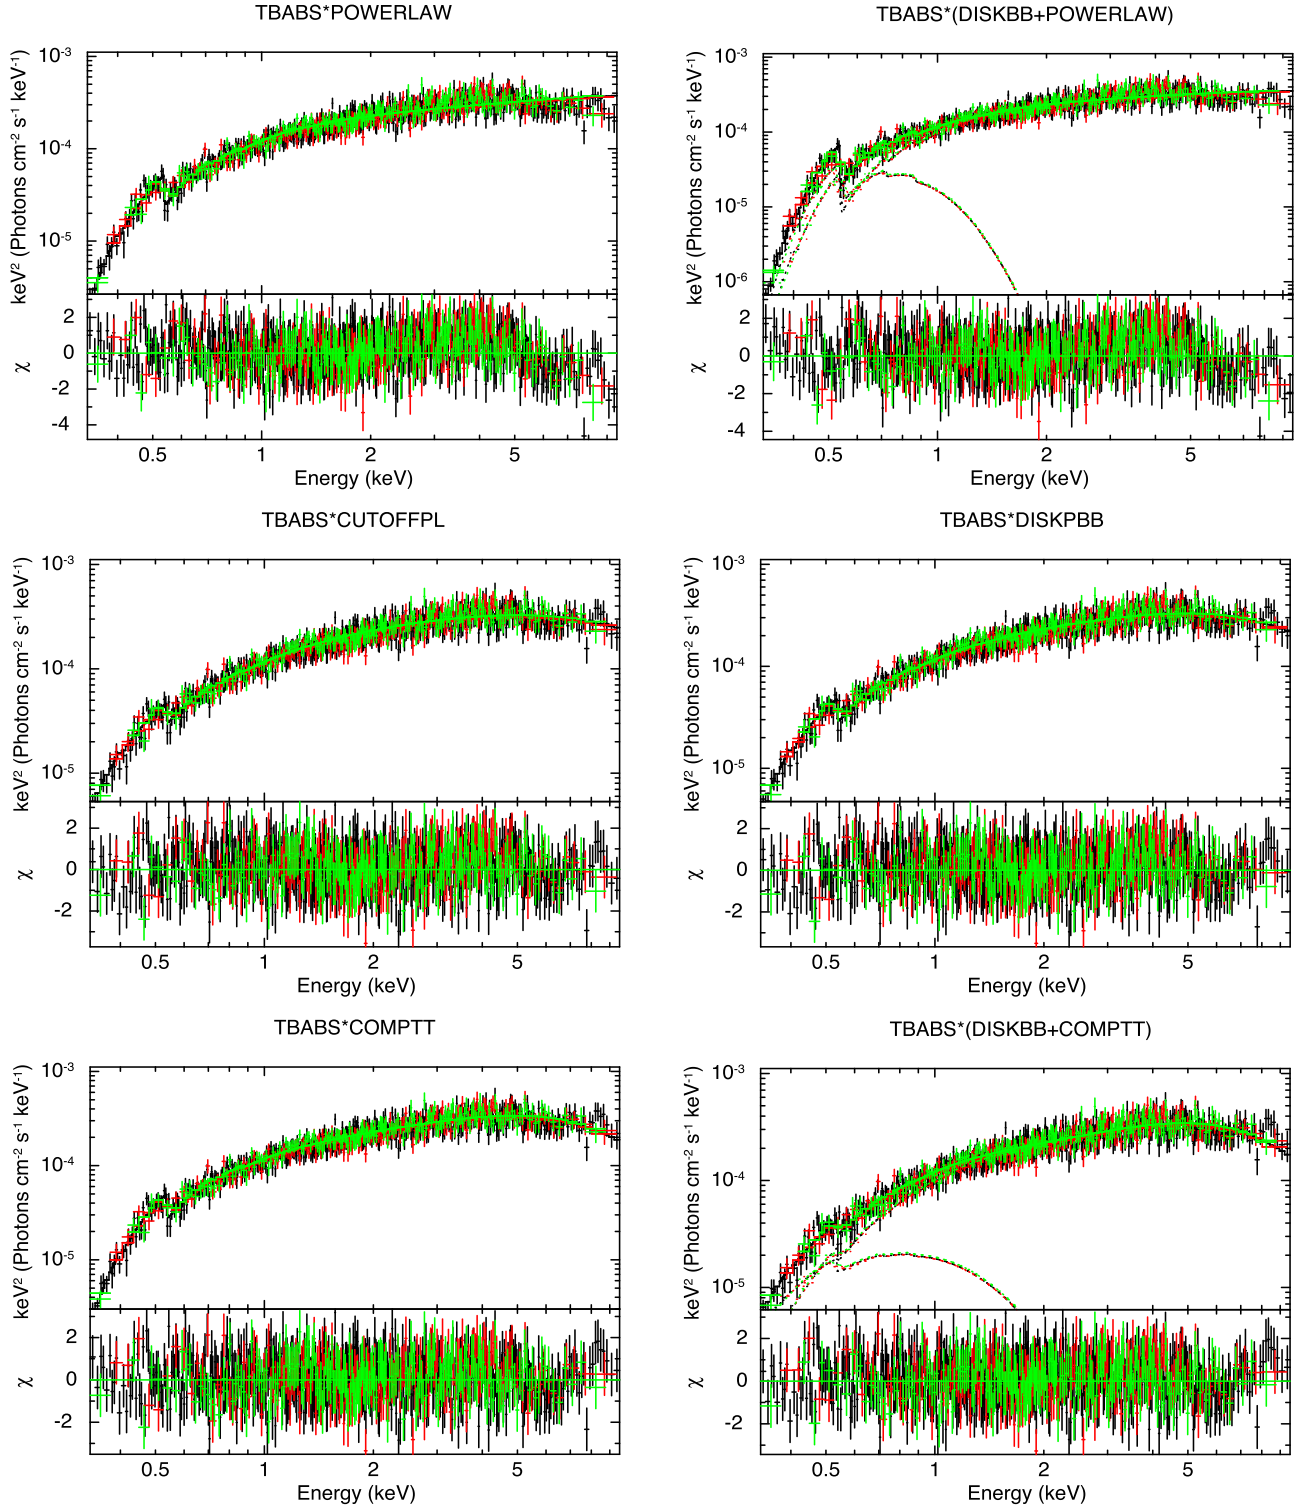 TBABS*POWERLAW
keV² (Photons cm⁻² s⁻¹ keV⁻¹)
10⁻³
10⁻⁴
10⁻⁵
χ
2
0
-2
-4
0.5 1 2 5
Energy (keV)
TBABS*(DISKBB+POWERLAW)
keV² (Photons cm⁻² s⁻¹ keV⁻¹)
10⁻³
10⁻⁴
10⁻⁵
10⁻⁶
χ
2
0
-2
-4
0.5 1 2 5
Energy (keV)
TBABS*CUTOFFPL
keV² (Photons cm⁻² s⁻¹ keV⁻¹)
10⁻³
10⁻⁴
10⁻⁵
χ
2
0
-2
0.5 1 2 5
Energy (keV)
TBABS*DISKPBB
keV² (Photons cm⁻² s⁻¹ keV⁻¹)
10⁻³
10⁻⁴
10⁻⁵
χ
2
0
-2
0.5 1 2 5
Energy (keV)
TBABS*COMPTT
keV² (Photons cm⁻² s⁻¹ keV⁻¹)
10⁻³
10⁻⁴
10⁻⁵
χ
2
0
-2
0.5 1 2 5
Energy (keV)
TBABS*(DISKBB+COMPTT)
keV² (Photons cm⁻² s⁻¹ keV⁻¹)
10⁻³
10⁻⁴
10⁻⁵
χ
2
0
-2
0.5 1 2 5
Energy (keV)